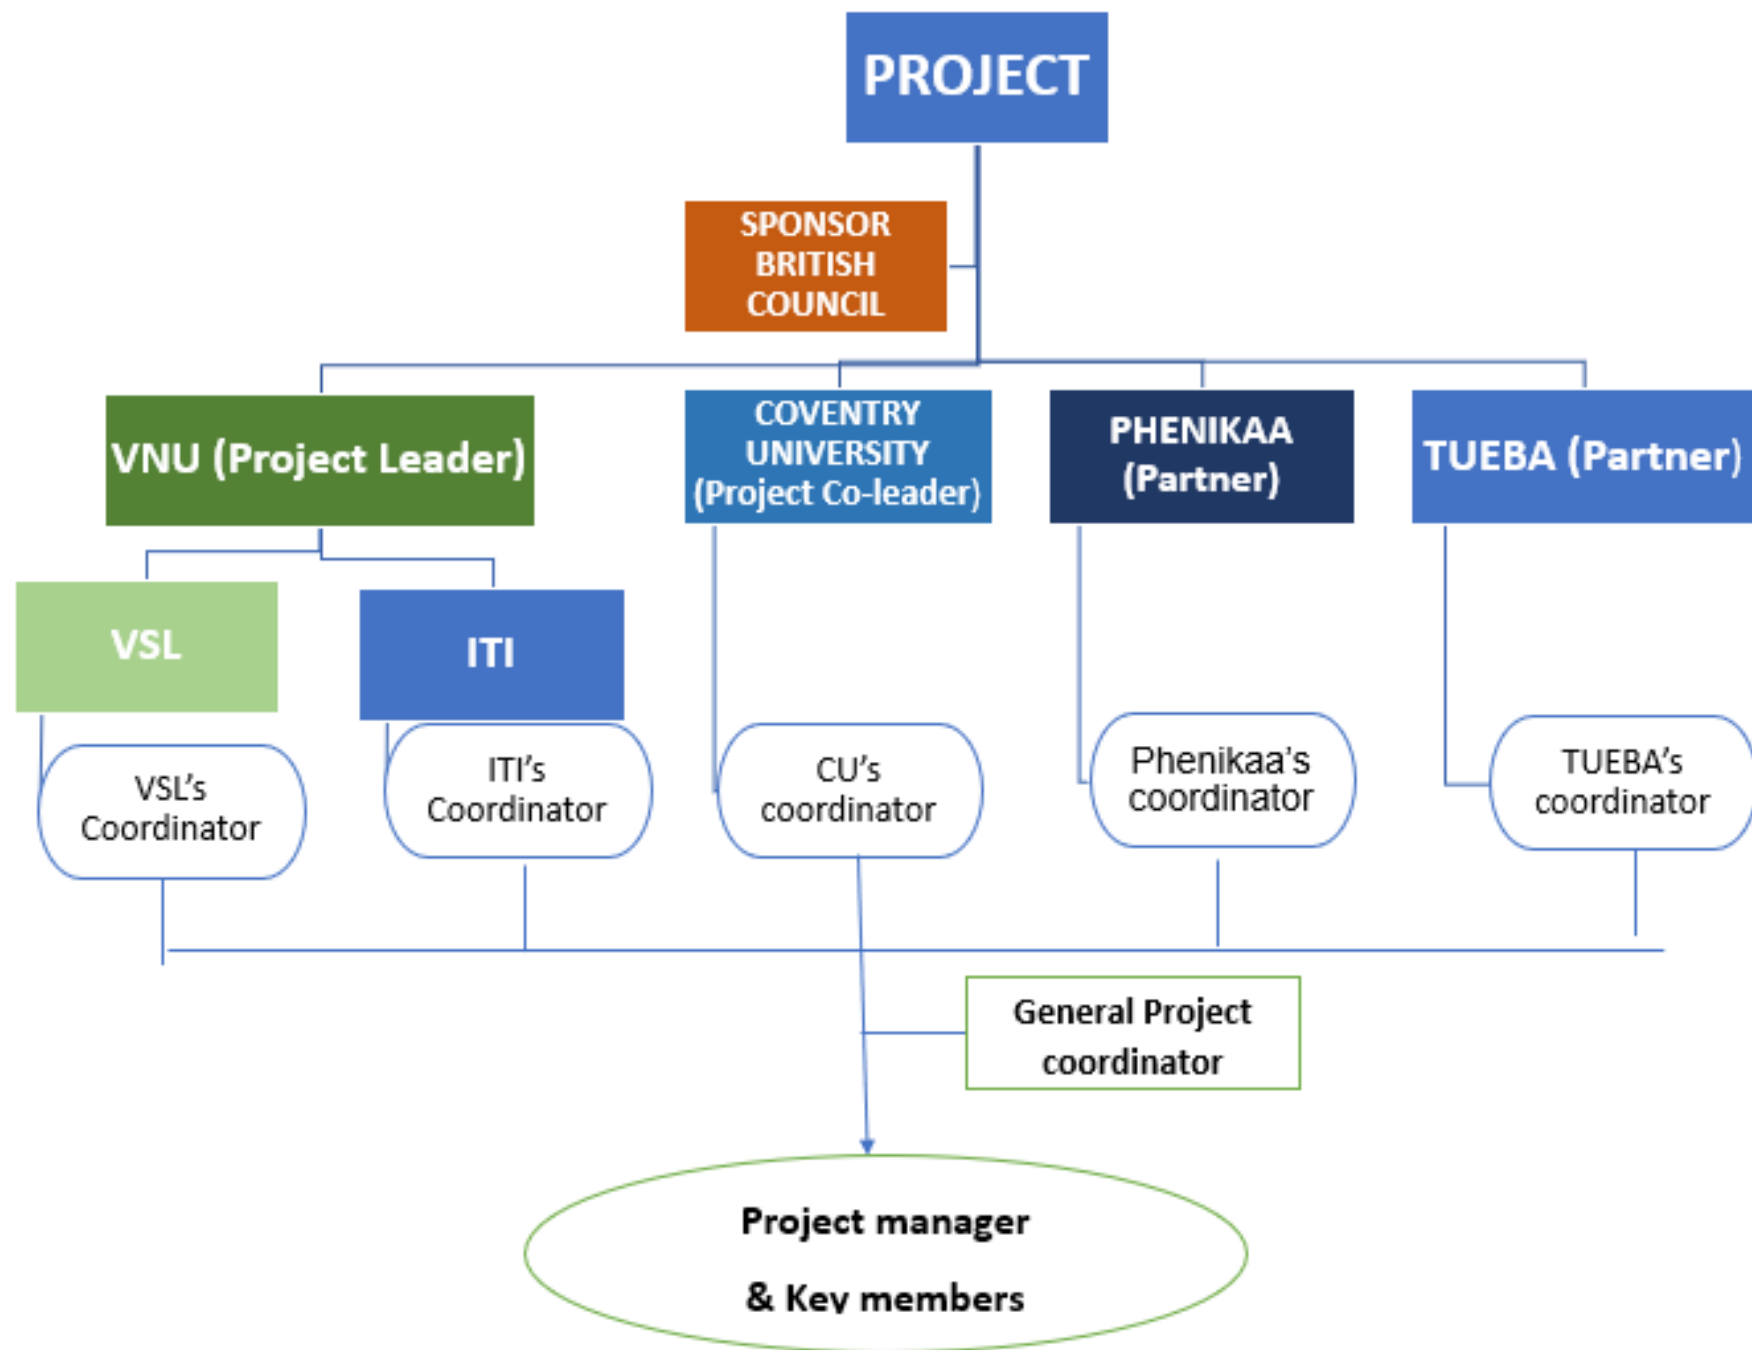 PROJECT
SPONSOR
BRITISH
COUNCIL
VNU (Project Leader)
COVENTRY
UNIVERSITY
(Project Co-leader)
PHENIKAA
(Partner)
TUEBA (Partner)
VSL
ITI
VSL’s
Coordinator
ITI’s
Coordinator
CU’s
coordinator
Phenikaa’s
coordinator
TUEBA’s
coordinator
General Project
coordinator
Project manager
& Key members